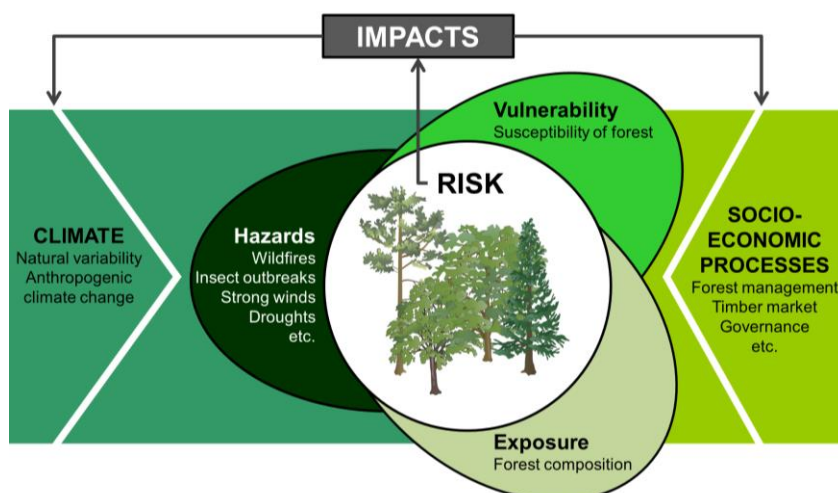 IMPACTS
Vulnerability
Susceptibility of forest
RISK
CLIMATE
Natural variability
Anthropogenic
climate change
Hazards
Wildfires
Insect outbreaks
Strong winds
Droughts
etc.
SOCIO-
ECONOMIC
PROCESSES
Forest management
Timber market
Governance
etc.
Exposure
Forest composition